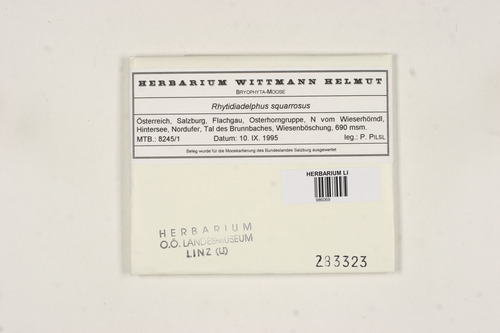 HERBARIUM WITTMANN HELMUT
BRYOPHYTA-MOOSE
Rhytidiadelphus squarrosus
Österreich, Salzburg, Flachgau, Osterhorngruppe, N vom Wieserhörndl,
Hintersee, Nordufer, Tal des Brunnbaches, Wiesenböschung, 690 msm.
MTB.: 8245/1 Datum: 10. IX. 1995 leg.: P. PILSL
Beleg wurde für die Mooskartierung des Bundeslandes Salzburg ausgewertet
HERBARIUM LI
HERBARIUM
O.Ö. LANDESMUSEUM
LINZ (LI)
283323